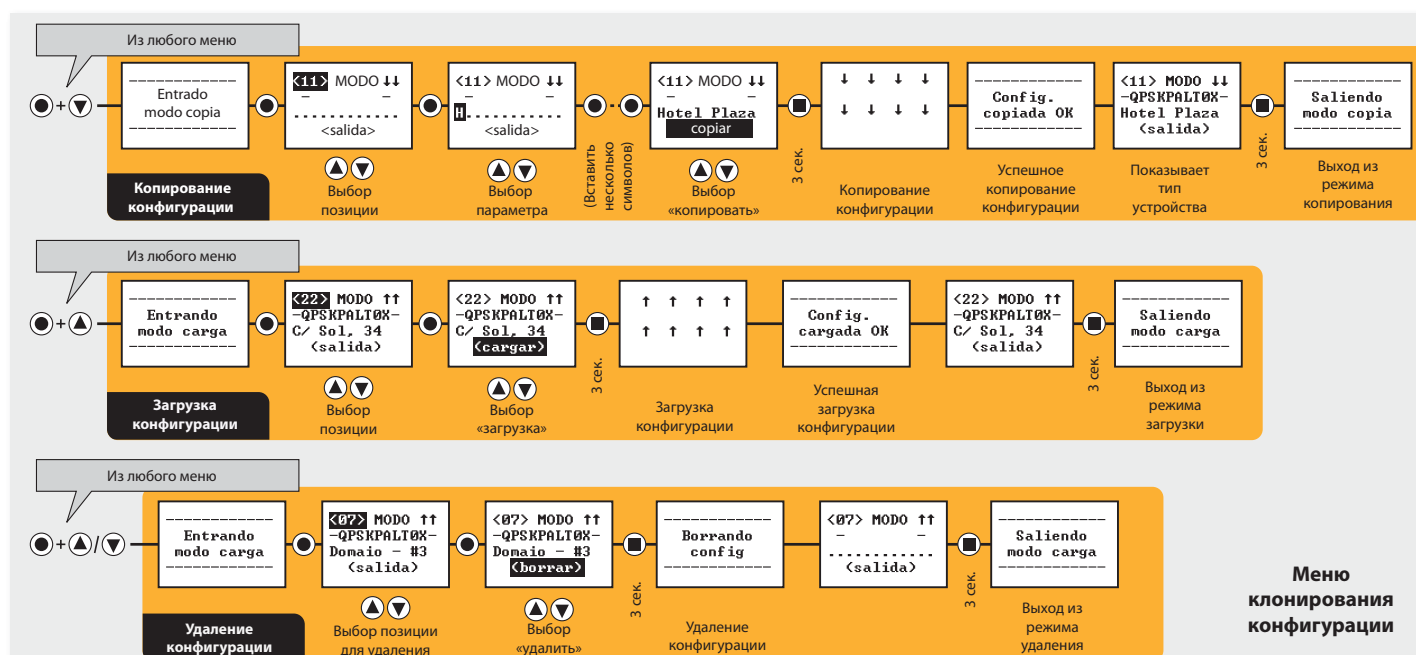 Из любого меню
Entrado
modo copia
<11> MODO ↓↓
– –
............
<salida>
<11> MODO ↓↓
– –
H...........
<salida>
<11> MODO ↓↓
– –
Hotel Plaza
copiar
↓ ↓ ↓ ↓
↓ ↓ ↓ ↓
Config.
copiada OK
<11> MODO ↓↓
-QPSKPALT0X-
Hotel Plaza
(salida)
Saliendo
modo copia
Копирование
конфигурации
Выбор
позиции
Выбор
параметра
(Вставить
несколько
символов)
Выбор
«копировать»
3 сек.
Копирование
конфигурации
Успешное
копирование
конфигурации
Показывает
тип
устройства
3 сек.
Выход из
режима
копирования
Из любого меню
Entrando
modo carga
<22> MODO ↑↑
-QPSKPALT0X-
C/ Sol, 34
(salida)
<22> MODO ↑↑
-QPSKPALT0X-
C/ Sol, 34
(cargar)
↑ ↑ ↑ ↑
↑ ↑ ↑ ↑
Config.
cargada OK
<22> MODO ↑↑
-QPSKPALT0X-
C/ Sol, 34
(salida)
Saliendo
modo carga
Загрузка
конфигурации
Выбор
позиции
Выбор
«загрузка»
3 сек.
Загрузка
конфигурации
Успешная
загрузка
конфигурации
3 сек.
Выход из
режима
загрузки
Из любого меню
Entrando
modo carga
<07> MODO ↑↑
-QPSKPALT0X-
Domaio - #3
(salida)
<07> MODO ↑↑
-QPSKPALT0X-
Domaio - #3
(borrar)
Borrando
config
<07> MODO ↑↑
– –
............
(salida)
Saliendo
modo carga
Удаление
конфигурации
Выбор позиции
для удаления
Выбор
«удалить»
3 сек.
Удаление
конфигурации
3 сек.
Выход из
режима
удаления
Меню
клонирования
конфигурации